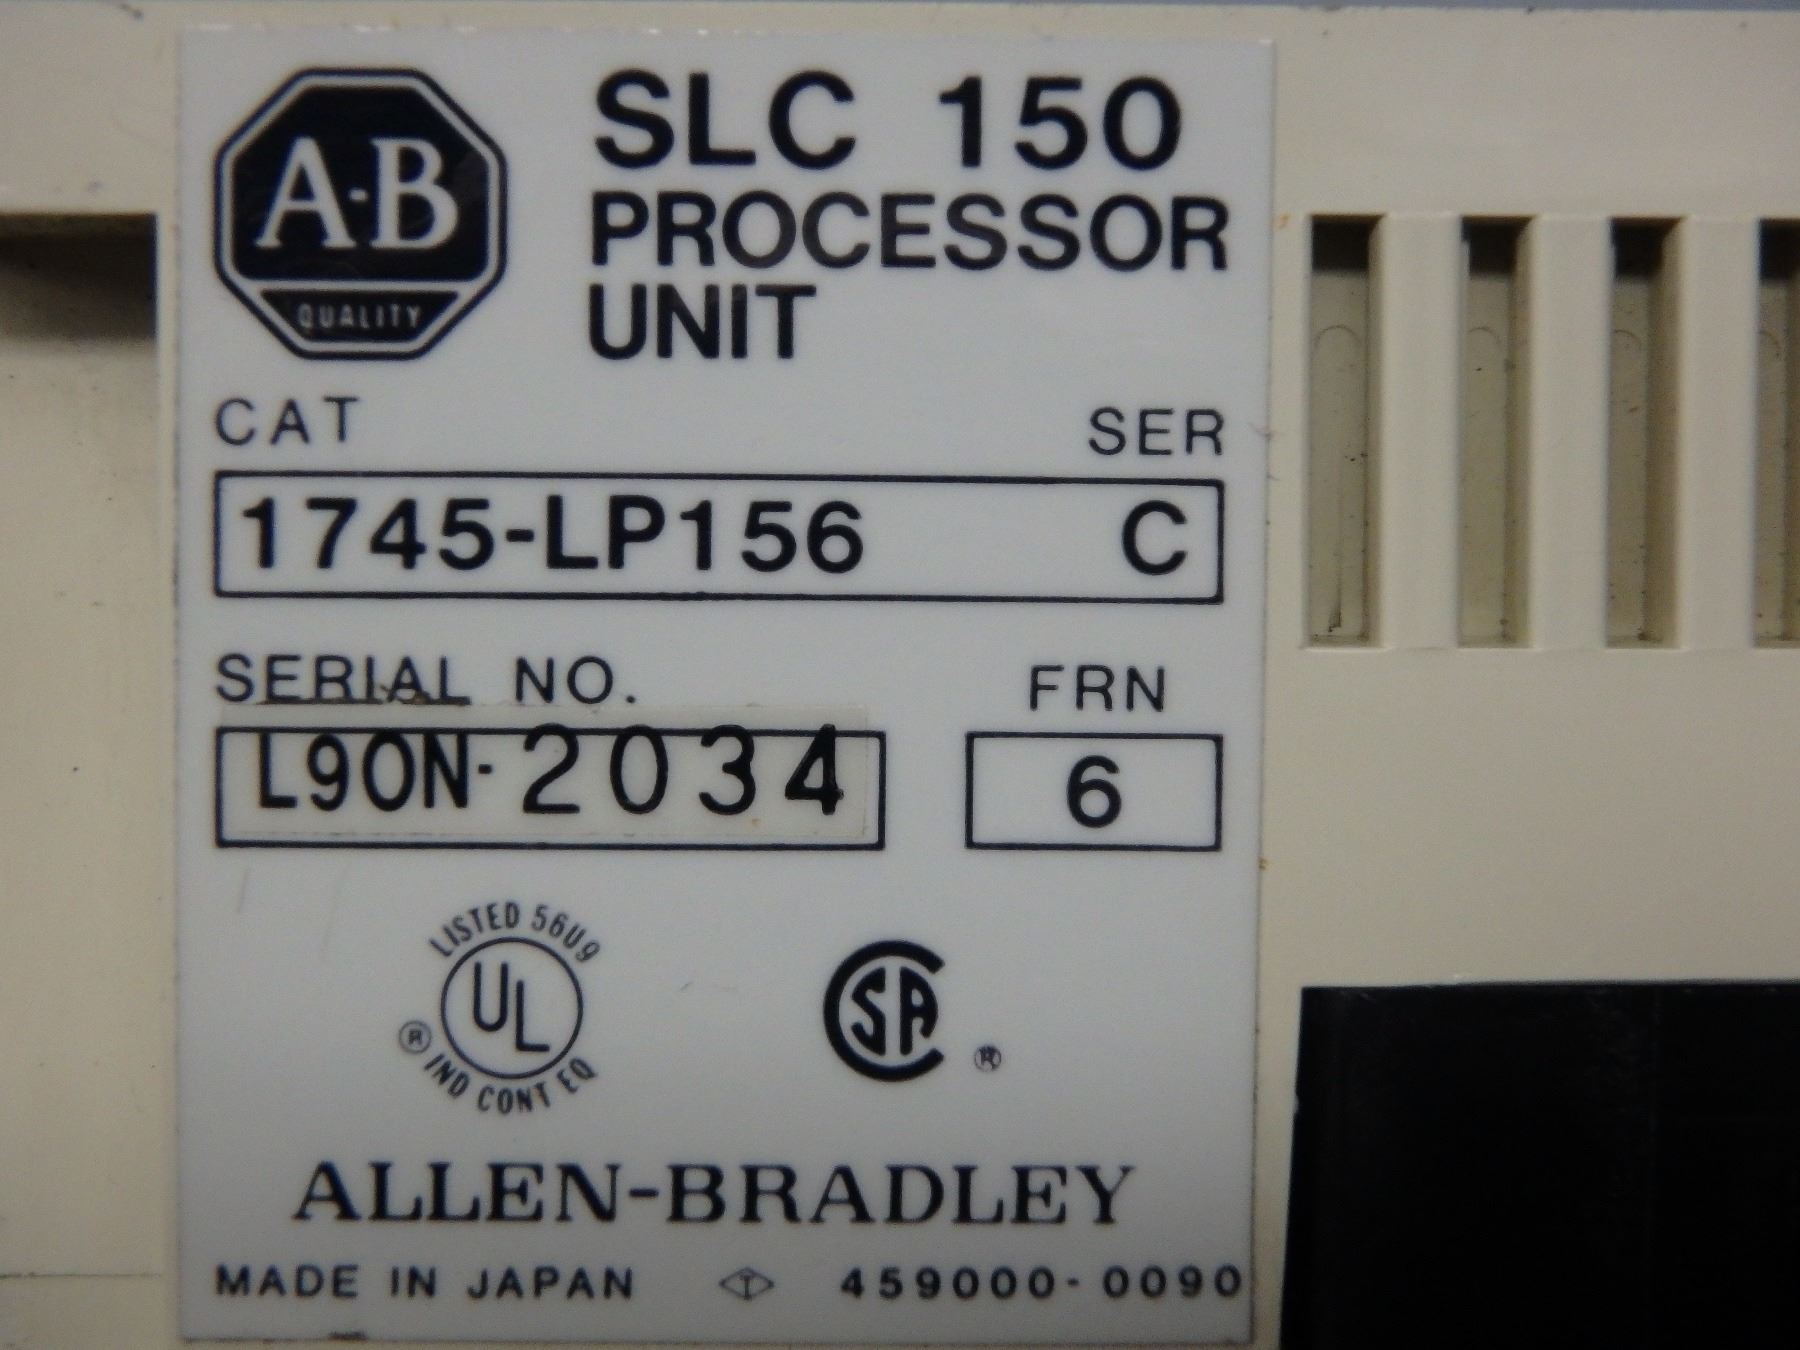 A-B
QUALITY
SLC 150
PROCESSOR
UNIT
CAT SER
1745-LP156 C
SERIAL NO. FRN
L90N-2034 6
LISTED 56U9
UL
® IND CONT EQ
CSA ®
ALLEN-BRADLEY
MADE IN JAPAN T 459000-0090